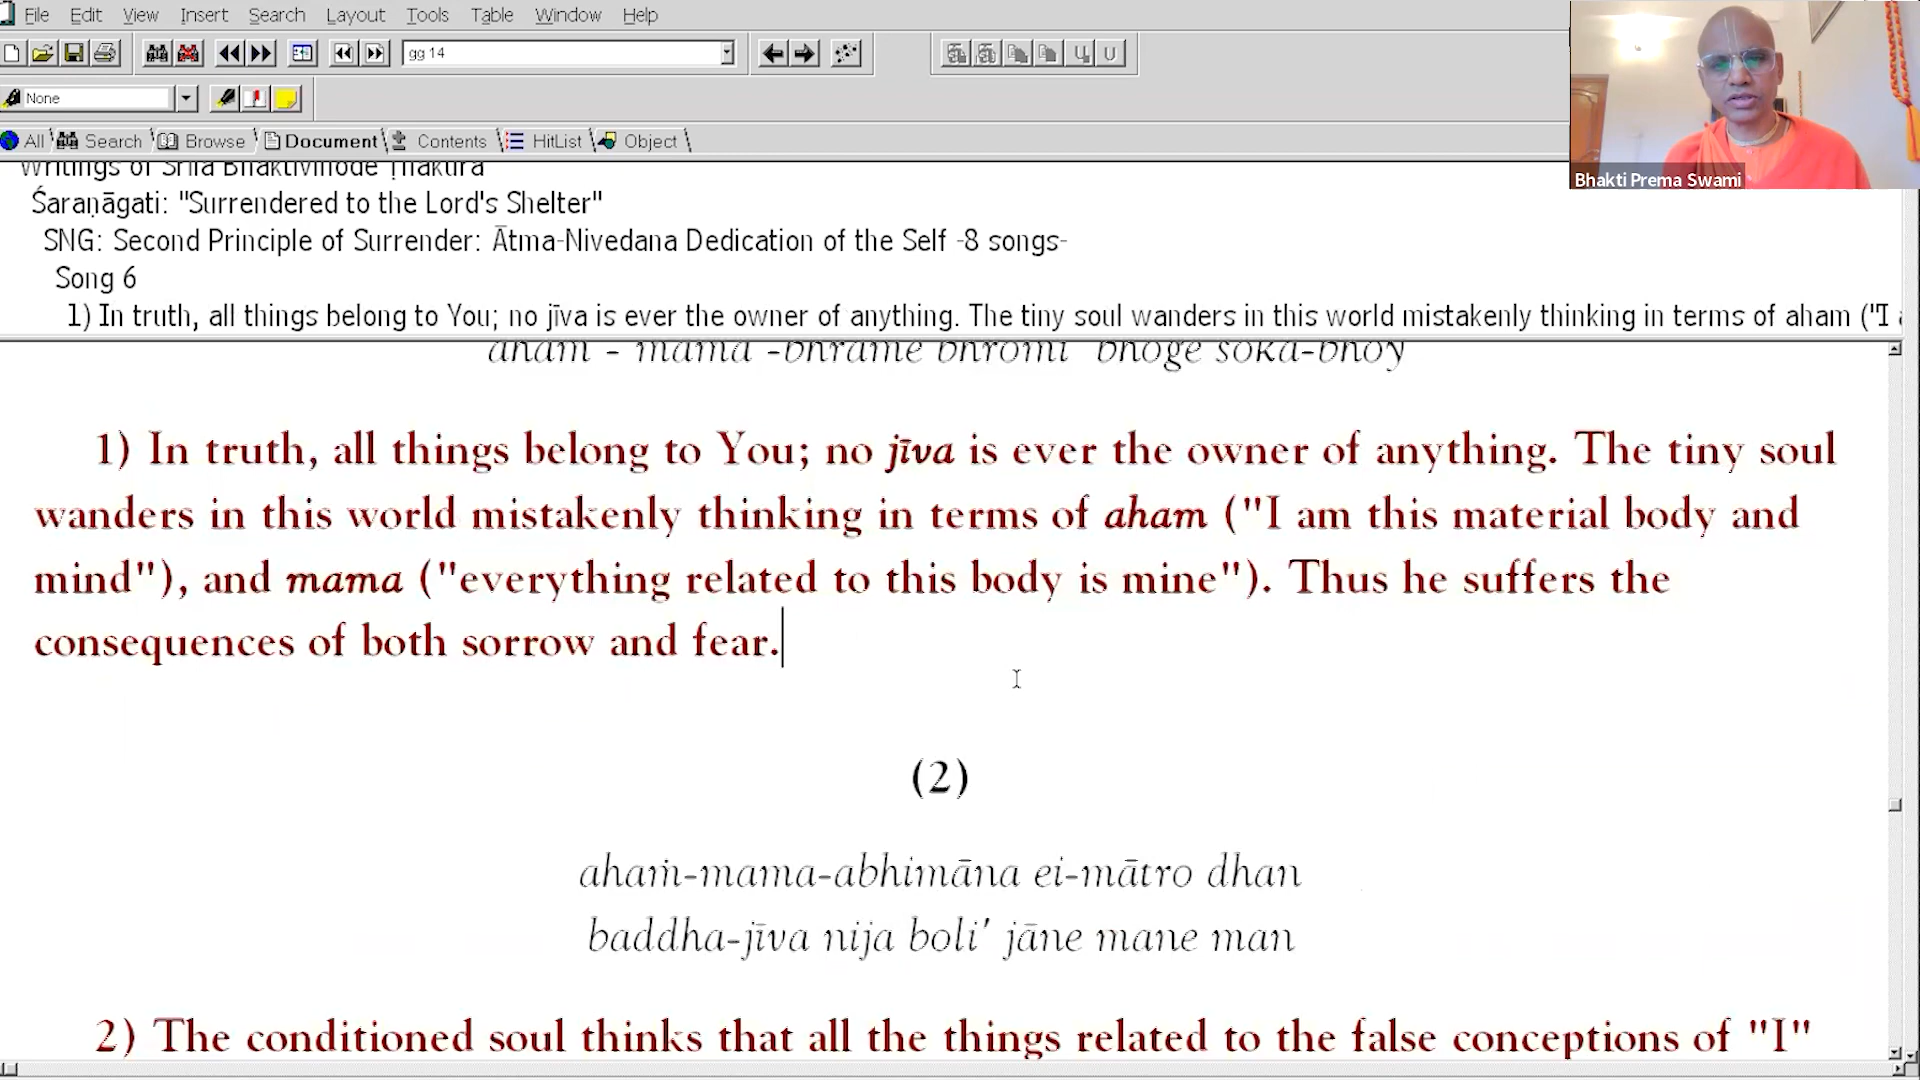 File Edit View Insert Search Layout Tools Table Window Help
gg 14
None
All Search Browse Document Contents HitList Object
Bhakti Prema Swami
Writings of Srila Bhaktivinode Ṭhākura
Śaraṇāgati: "Surrendered to the Lord's Shelter"
SNG: Second Principle of Surrender: Ātma-Nivedana Dedication of the Self -8 songs-
Song 6
1) In truth, all things belong to You; no jīva is ever the owner of anything. The tiny soul wanders in this world mistakenly thinking in terms of aham ("I
1) In truth, all things belong to You; no jīva is ever the owner of anything. The tiny soul
wanders in this world mistakenly thinking in terms of aham ("I am this material body and
mind"), and mama ("everything related to this body is mine"). Thus he suffers the
consequences of both sorrow and fear.
(2)
ahaṁ-mama-abhimāna ei-mātro dhan
baddha-jīva nija boli' jāne mane man
2) The conditioned soul thinks that all the things related to the false conceptions of "I"